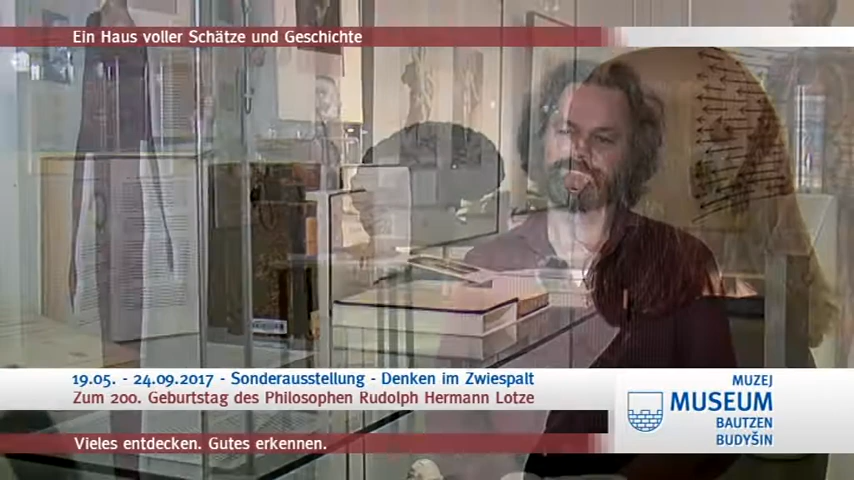 Ein Haus voller Schätze und Geschichte
19.05. - 24.09.2017 - Sonderausstellung - Denken im Zwiespalt
Zum 200. Geburtstag des Philosophen Rudolph Hermann Lotze
MUZEJ
MUSEUM
BAUTZEN
BUDYŠIN
Vieles entdecken. Gutes erkennen.